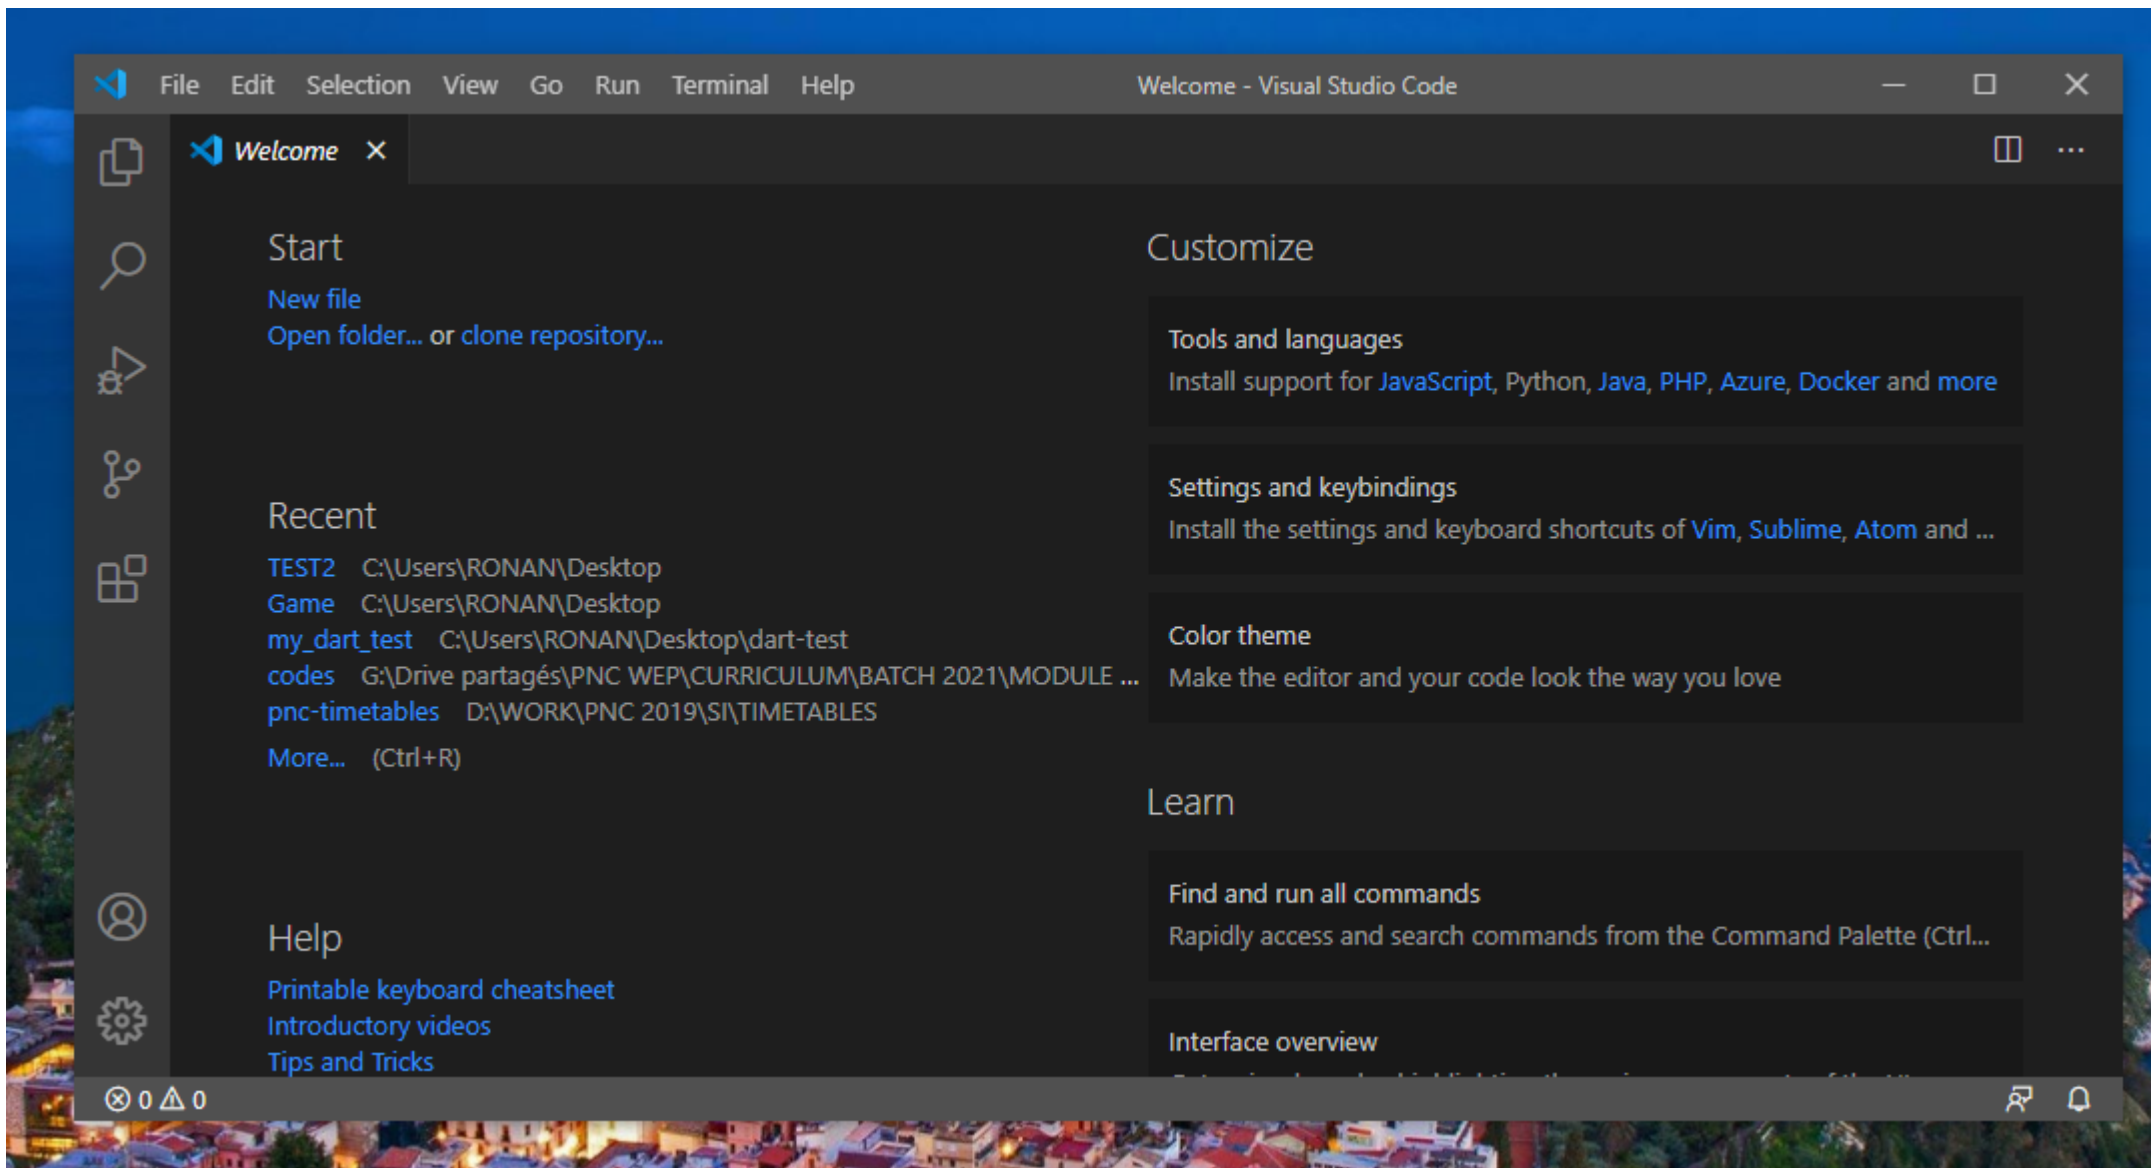 File Edit Selection View Go Run Terminal Help Welcome - Visual Studio Code
Welcome
Start
New file
Open folder... or clone repository...
Recent
TEST2 C:\Users\RONAN\Desktop
Game C:\Users\RONAN\Desktop
my_dart_test C:\Users\RONAN\Desktop\dart-test
codes G:\Drive partagés\PNC WEP\CURRICULUM\BATCH 2021\MODULE ...
pnc-timetables D:\WORK\PNC 2019\SI\TIMETABLES
More... (Ctrl+R)
Help
Printable keyboard cheatsheet
Introductory videos
Tips and Tricks
Customize
Tools and languages
Install support for JavaScript, Python, Java, PHP, Azure, Docker and more
Settings and keybindings
Install the settings and keyboard shortcuts of Vim, Sublime, Atom and ...
Color theme
Make the editor and your code look the way you love
Learn
Find and run all commands
Rapidly access and search commands from the Command Palette (Ctrl...
Interface overview
0 0